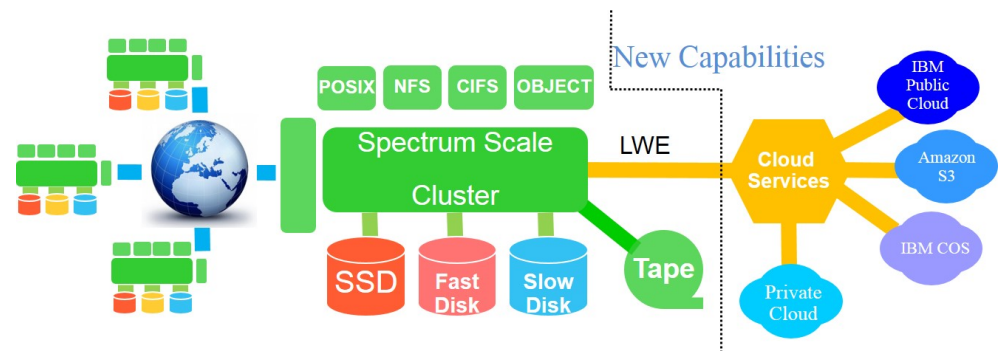 New Capabilities
POSIX
NFS
CIFS
OBJECT
Spectrum Scale
Cluster
SSD
Fast
Disk
Slow
Disk
Tape
LWE
Cloud
Services
IBM
Public
Cloud
Amazon
S3
IBM COS
Private
Cloud